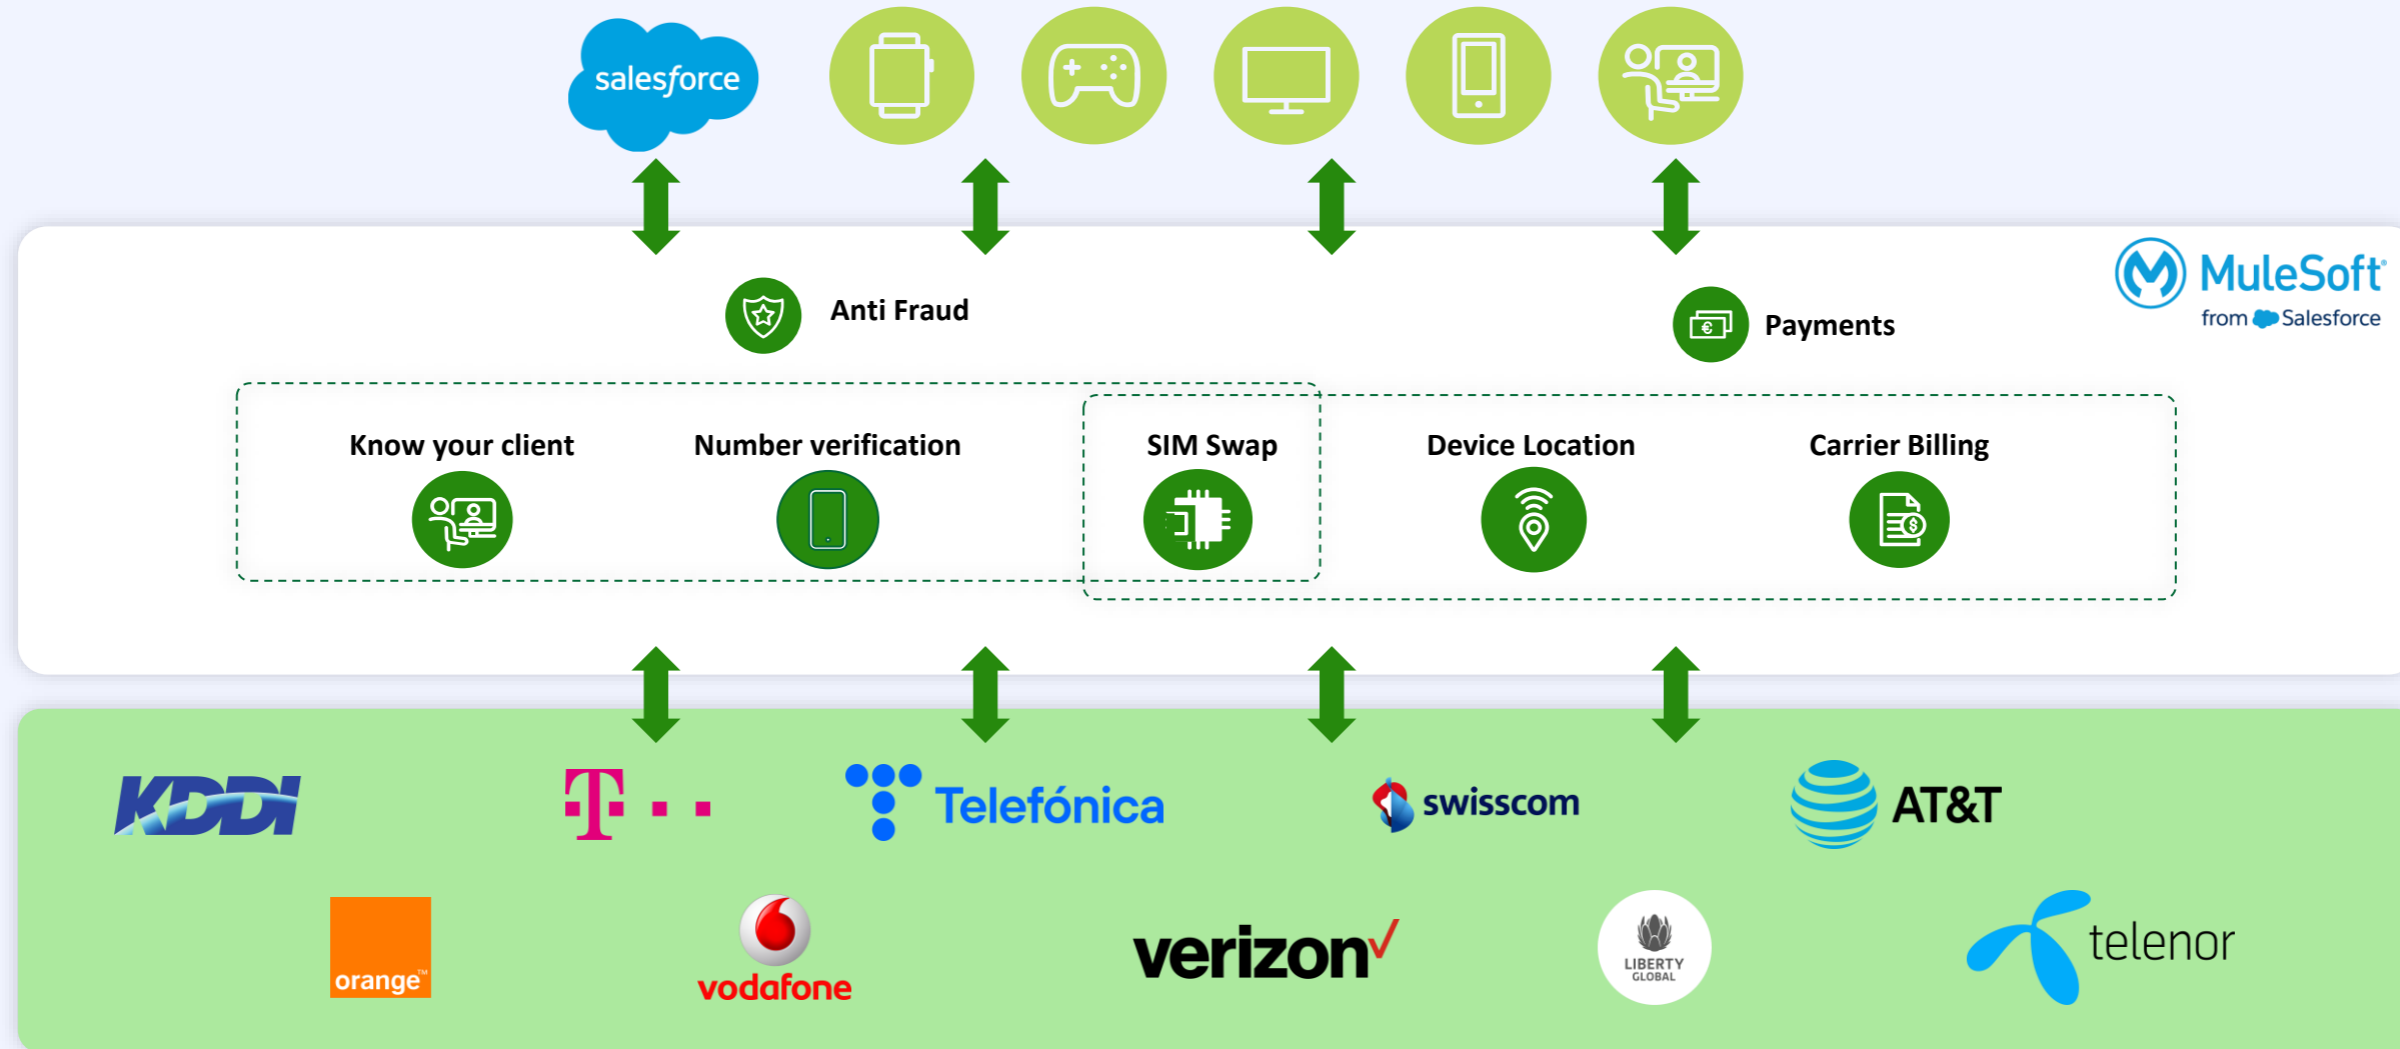 salesforce
MuleSoft
from Salesforce
Anti Fraud
€
Payments
Know your client
Number verification
SIM Swap
Device Location
Carrier Billing
$
KDDI
T
Telefónica
swisscom
AT&T
orange™
vodafone
verizon
LIBERTY
GLOBAL
telenor